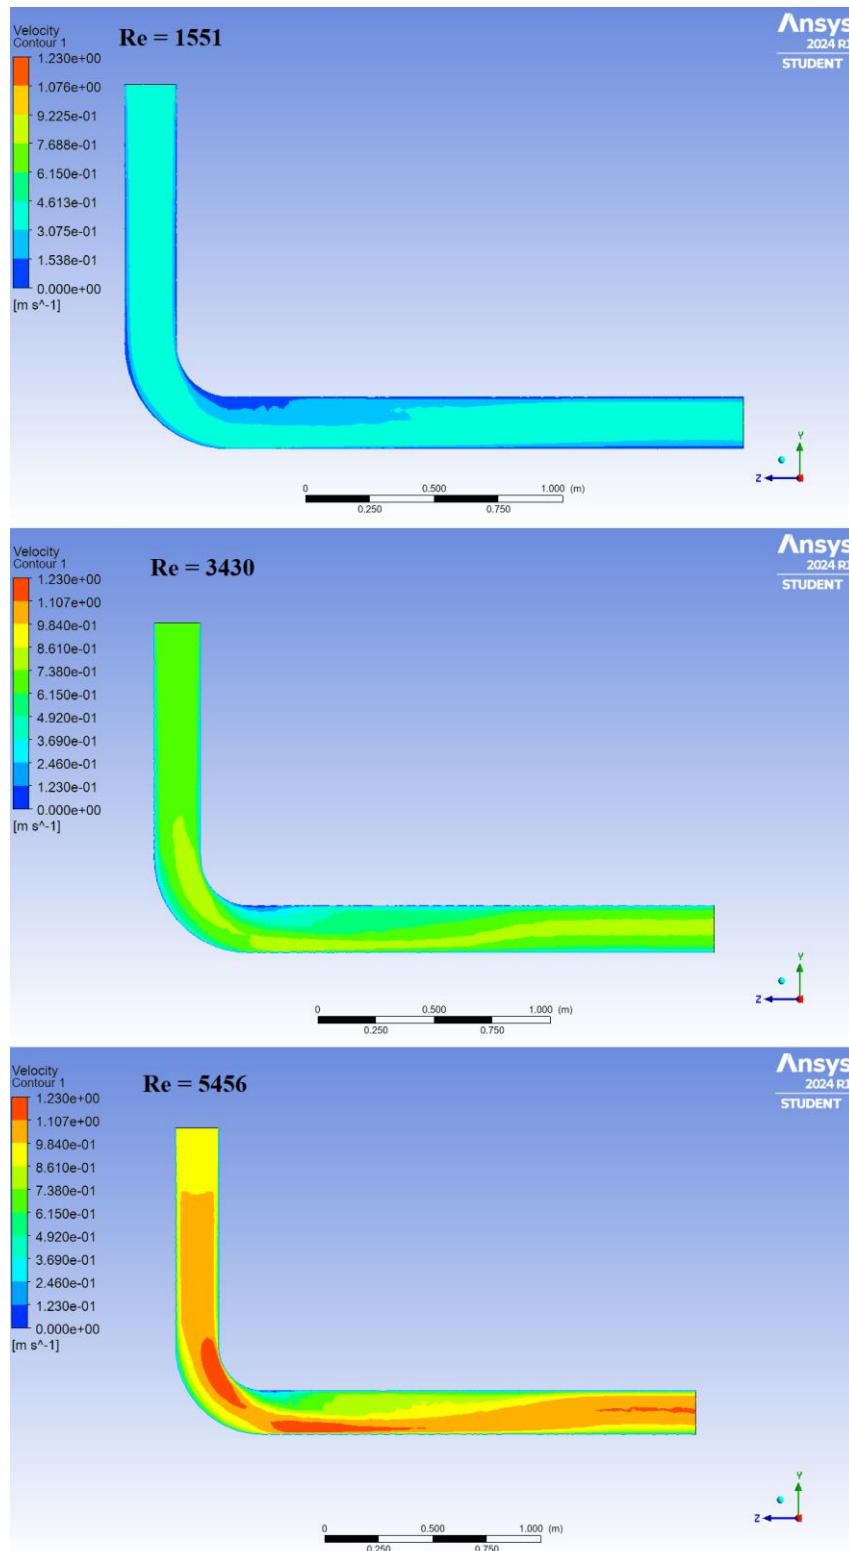 Velocity
Contour 1
Re = 1551
Ansys
2024 R1
STUDENT
1.230e+00
1.076e+00
9.225e-01
7.688e-01
6.150e-01
4.613e-01
3.075e-01
1.538e-01
0.000e+00
[m s^-1]
0 0.500 1.000 (m)
0.250 0.750
Y
Z
Velocity
Contour 1
Re = 3430
Ansys
2024 R1
STUDENT
1.230e+00
1.107e+00
9.840e-01
8.610e-01
7.380e-01
6.150e-01
4.920e-01
3.690e-01
2.460e-01
1.230e-01
0.000e+00
[m s^-1]
0 0.500 1.000 (m)
0.250 0.750
Y
Z
Velocity
Contour 1
Re = 5456
Ansys
2024 R1
STUDENT
1.230e+00
1.107e+00
9.840e-01
8.610e-01
7.380e-01
6.150e-01
4.920e-01
3.690e-01
2.460e-01
1.230e-01
0.000e+00
[m s^-1]
0 0.500 1.000 (m)
0.250 0.750
Y
Z